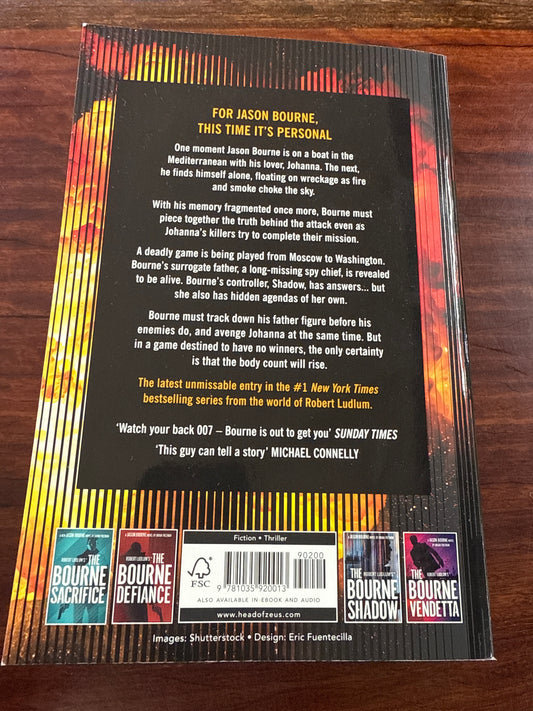 FOR JASON BOURNE,
THIS TIME IT'S PERSONAL
One moment Jason Bourne is on a boat in the
Mediterranean with his lover, Johanna. The next,
he finds himself alone, floating on wreckage as fire
and smoke choke the sky.
With his memory fragmented once more, Bourne must
piece together the truth behind the attack even as
Johanna's killers try to complete their mission.
A deadly game is being played from Moscow to Washington.
Bourne's surrogate father, a long-missing spy chief, is revealed
to be alive. Bourne's controller, Shadow, has answers... but
she also has hidden agendas of her own.
Bourne must track down his father figure before his
enemies do, and avenge Johanna at the same time. But
in a game destined to have no winners, the only certainty
is that the body count will rise.
The latest unmissable entry in the #1 New York Times
bestselling series from the world of Robert Ludlum.
'Watch your back 007 – Bourne is out to get you' SUNDAY TIMES
'This guy can tell a story' MICHAEL CONNELLY
ROBERT LUDLUM'S
THE
BOURNE
SACRIFICE
ROBERT LUDLUM'S
THE
BOURNE
DEFIANCE
Fiction • Thriller
FSC
90200
9 781035 920013
ALSO AVAILABLE IN EBOOK AND AUDIO
www.headofzeus.com
ROBERT LUDLUM'S
THE
BOURNE
SHADOW
ROBERT LUDLUM'S
THE
BOURNE
VENDETTA
Images: Shutterstock • Design: Eric Fuentecilla